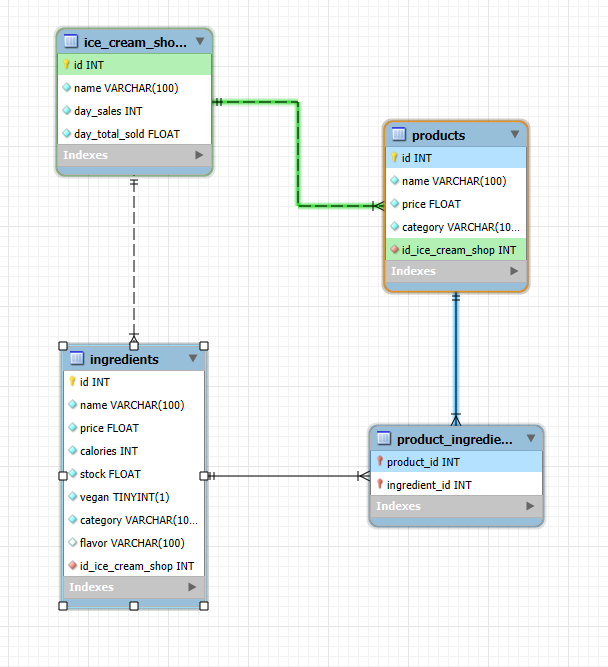 ice_cream_sho...
id INT
name VARCHAR(100)
day_sales INT
day_total_sold FLOAT
Indexes
products
id INT
name VARCHAR(100)
price FLOAT
category VARCHAR(10...
id_ice_cream_shop INT
Indexes
ingredients
id INT
name VARCHAR(100)
price FLOAT
calories INT
stock FLOAT
vegan TINYINT(1)
category VARCHAR(10...
flavor VARCHAR(100)
id_ice_cream_shop INT
Indexes
product_ingredie...
product_id INT
ingredient_id INT
Indexes